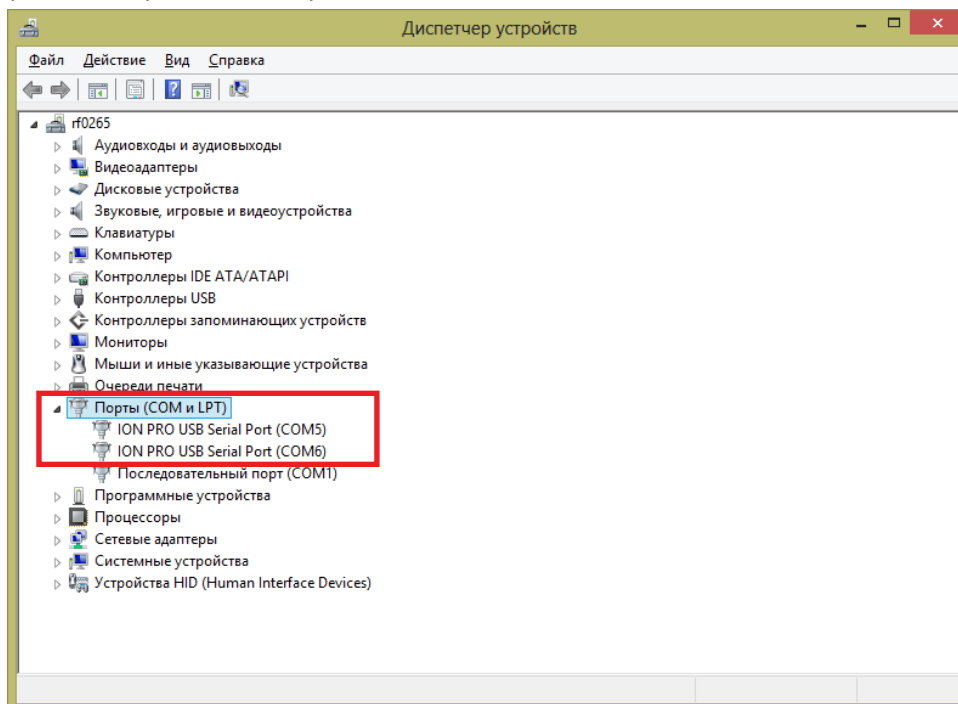 Диспетчер устройств
Файл Действие Вид Справка
rf0265
Аудиовходы и аудиовыходы
Видеоадаптеры
Дисковые устройства
Звуковые, игровые и видеоустройства
Клавиатуры
Компьютер
Контроллеры IDE ATA/ATAPI
Контроллеры USB
Контроллеры запоминающих устройств
Мониторы
Мыши и иные указывающие устройства
Очереди печати
Порты (COM и LPT)
ION PRO USB Serial Port (COM5)
ION PRO USB Serial Port (COM6)
Последовательный порт (COM1)
Программные устройства
Процессоры
Сетевые адаптеры
Системные устройства
Устройства HID (Human Interface Devices)